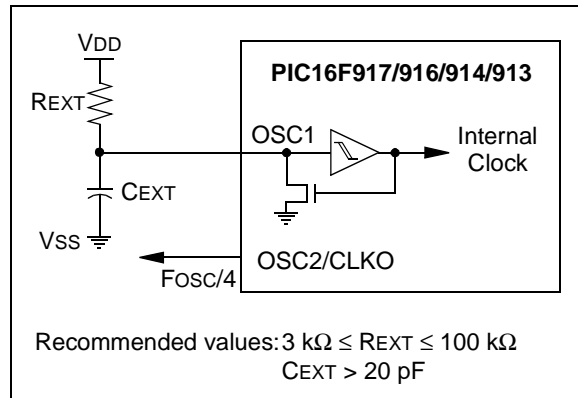 VDD
PIC16F917/916/914/913
REXT
OSC1
Internal
Clock
CEXT
VSS
OSC2/CLKO
FOSC/4
Recommended values: 3 kΩ ≤ REXT ≤ 100 kΩ
CEXT > 20 pF